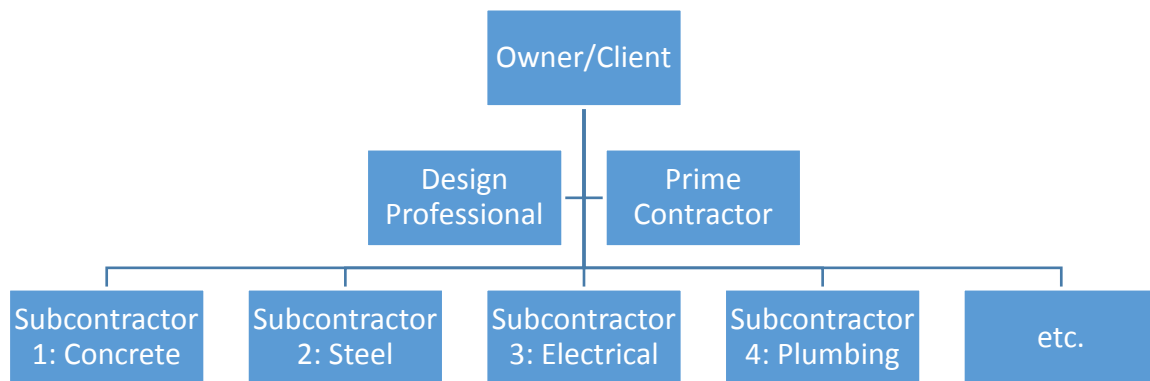 Owner/Client
Design
Professional
Prime
Contractor
Subcontractor
1: Concrete
Subcontractor
2: Steel
Subcontractor
3: Electrical
Subcontractor
4: Plumbing
etc.